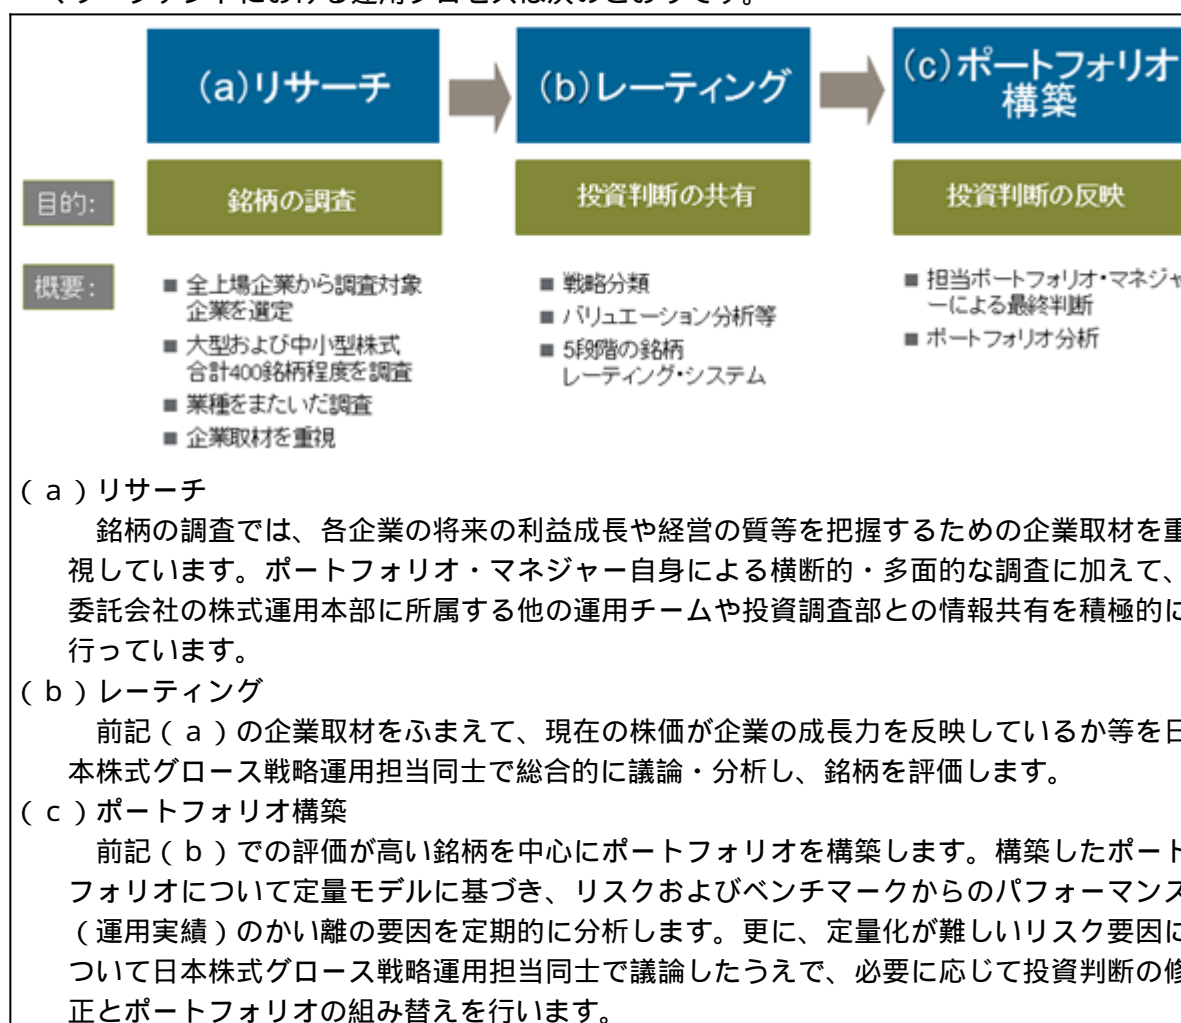 マザーファンドにおける運用プロセスは次のとおりです。
(a)リサーチ
(b)レーティング
(c)ポートフォリオ
構築
目的:
銘柄の調査
投資判断の共有
投資判断の反映
概要:
■ 全上場企業から調査対象
企業を選定
■ 大型および中小型株式
合計400銘柄程度を調査
■ 業種をまたいだ調査
■ 企業取材を重視
■ 戦略分類
■ バリュエーション分析等
■ 5段階の銘柄
レーティング・システム
■ 担当ポートフォリオ・マネジャ
ーによる最終判断
■ ポートフォリオ分析
(a)リサーチ
銘柄の調査では、各企業の将来の利益成長や経営の質等を把握するための企業取材を重
視しています。ポートフォリオ・マネジャー自身による横断的・多面的な調査に加えて、
委託会社の株式運用本部に所属する他の運用チームや投資調査部との情報共有を積極的に
行っています。
(b)レーティング
前記(a)の企業取材をふまえて、現在の株価が企業の成長力を反映しているか等を日
本株式グロース戦略運用担当同士で総合的に議論・分析し、銘柄を評価します。
(c)ポートフォリオ構築
前記(b)での評価が高い銘柄を中心にポートフォリオを構築します。構築したポート
フォリオについて定量モデルに基づき、リスクおよびベンチマークからのパフォーマンス
(運用実績)のかい離の要因を定期的に分析します。更に、定量化が難しいリスク要因に
ついて日本株式グロース戦略運用担当同士で議論したうえで、必要に応じて投資判断の修
正とポートフォリオの組み替えを行います。